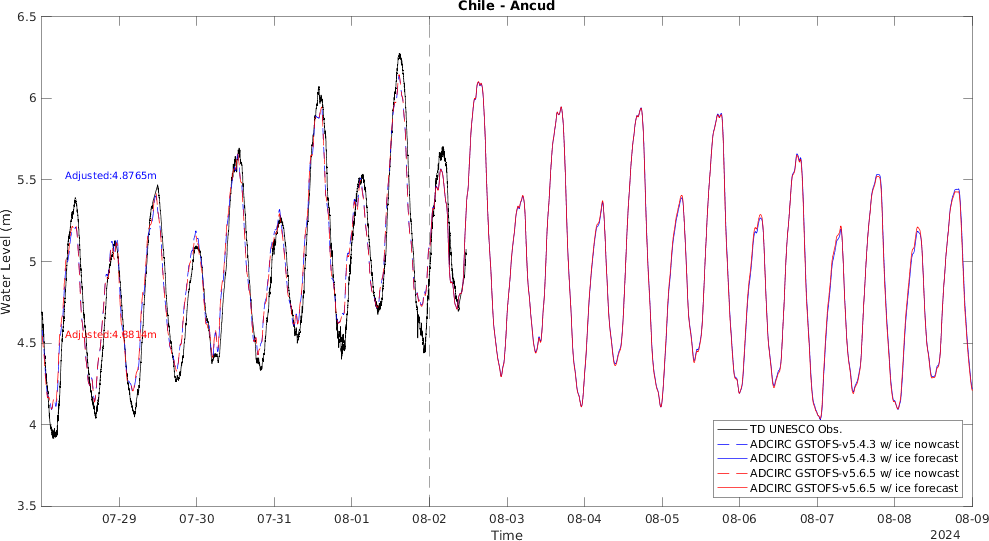 Chile - Ancud
6.5
6
5.5
5
4.5
4
3.5
Water Level (m)
Adjusted:4.8765m
Adjusted:4.8814m
TD UNESCO Obs.
ADCIRC GSTOFS-v5.4.3 w/ ice nowcast
ADCIRC GSTOFS-v5.4.3 w/ ice forecast
ADCIRC GSTOFS-v5.6.5 w/ ice nowcast
ADCIRC GSTOFS-v5.6.5 w/ ice forecast
07-29 07-30 07-31 08-01 08-02 08-03 08-04 08-05 08-06 08-07 08-08 08-09
Time
2024